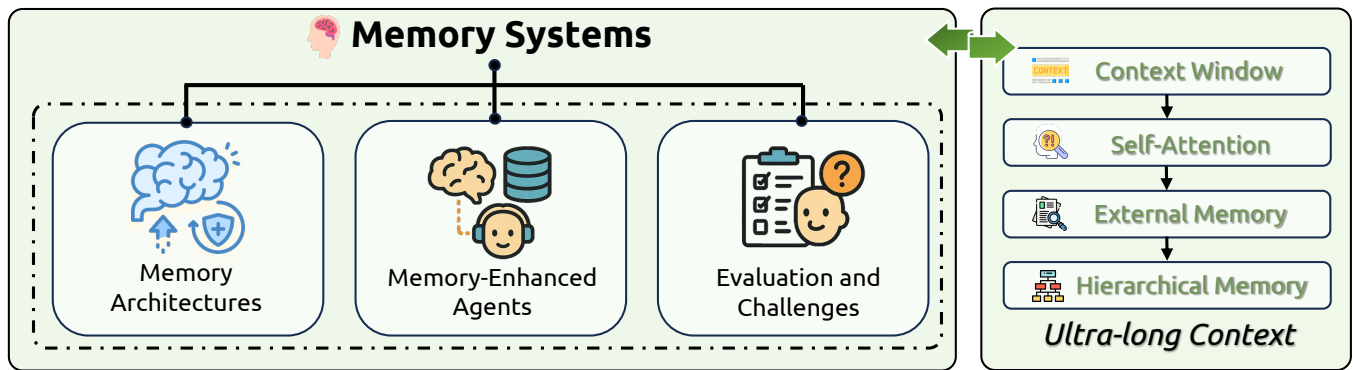 Memory Systems
Memory
Architectures
Memory-Enhanced
Agents
?
Evaluation and
Challenges
CONTEXT
Context Window
?!
Self-Attention
External Memory
Hierarchical Memory
Ultra-long Context